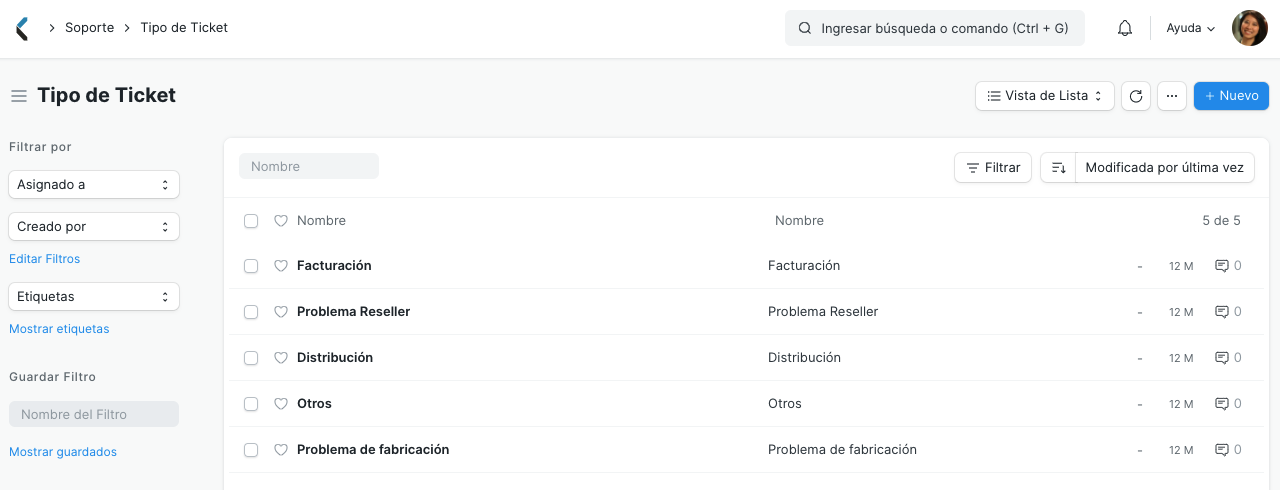 Soporte Tipo de Ticket Ingresar búsqueda o comando (Ctrl + G) Ayuda
Tipo de Ticket Vista de Lista ... + Nuevo
Filtrar por
Asignado a
Creado por
Editar Filtros
Etiquetas
Mostrar etiquetas
Guardar Filtro
Nombre del Filtro
Mostrar guardados
Nombre Filtrar Modificada por última vez
Nombre Nombre 5 de 5
Facturación Facturación - 12 M 0
Problema Reseller Problema Reseller - 12 M 0
Distribución Distribución - 12 M 0
Otros Otros - 12 M 0
Problema de fabricación Problema de fabricación - 12 M 0